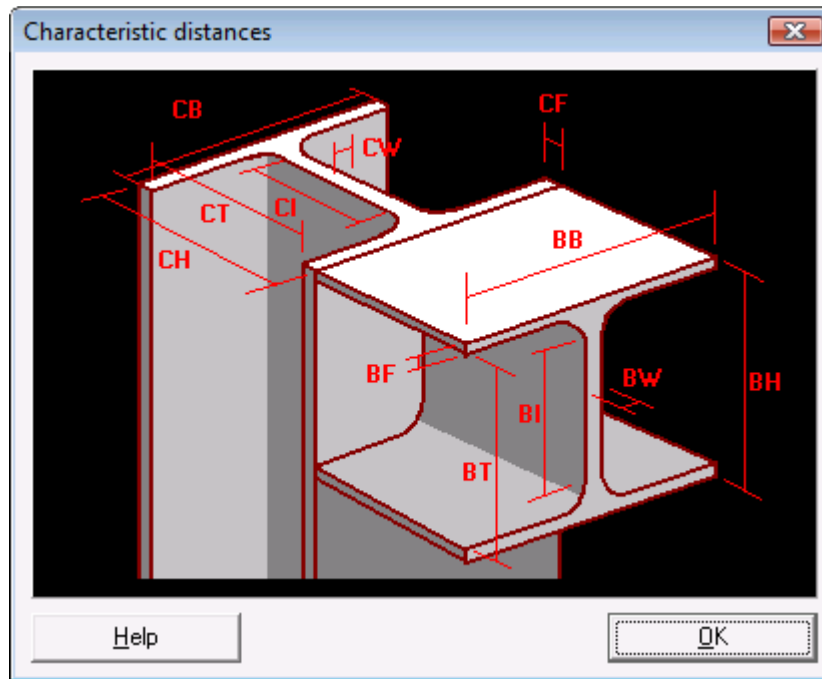 Characteristic distances
CB
CF
CW
CI
CT
BB
CH
BF
BW
BH
BI
BT
Help
OK